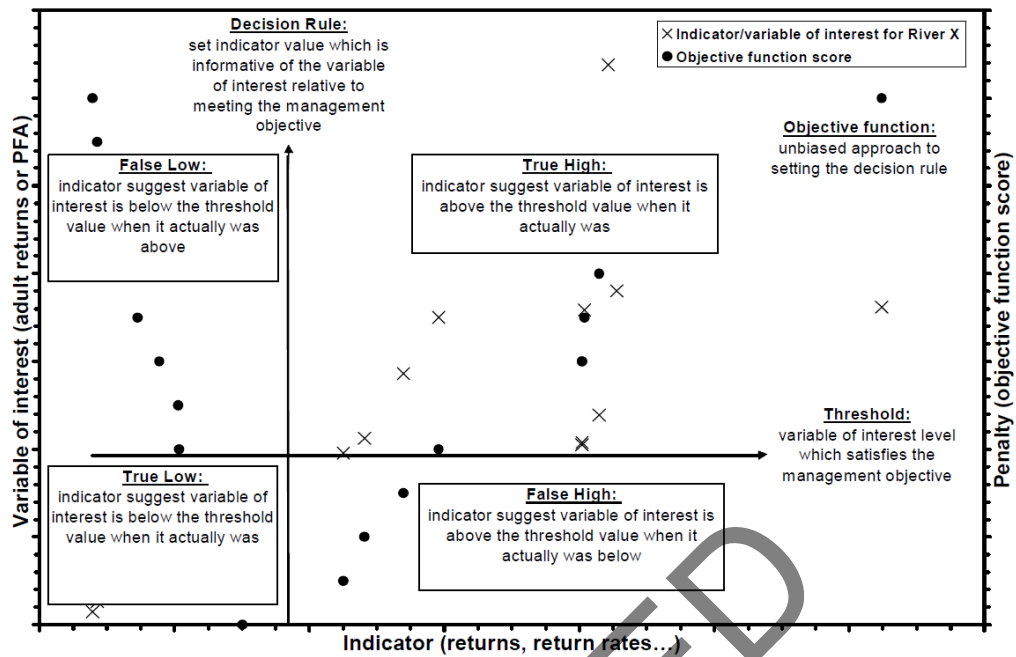 Decision Rule:
set indicator value which is
informative of the variable
of interest relative to
meeting the management
objective
Indicator/variable of interest for River X
Objective function score
Objective function:
unbiased approach to
setting the decision rule
False Low:
indicator suggest variable of
interest is below the threshold
value when it actually was
above
True High:
indicator suggest variable of interest is
above the threshold value when it
actually was
Threshold:
variable of interest level
which satisfies the
management objective
True Low:
indicator suggest variable of
interest is below the threshold
value when it actually was
False High:
indicator suggest variable of interest is
above the threshold value when it
actually was below
Variable of interest (adult returns or PFA)
Penalty (objective function score)
Indicator (returns, return rates...)
ED